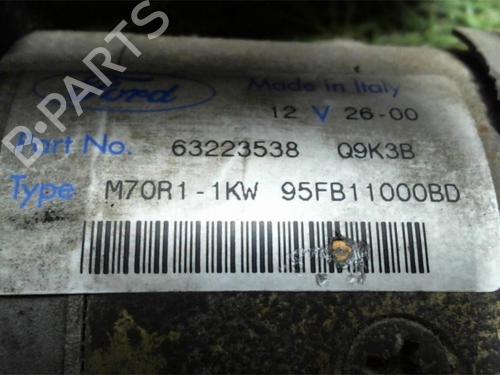 Ford
Made in Italy
12 V 26-00
Part No. 63223538 Q9K3B
Type M70R1-1KW 95FB11000BD
B-PARTS